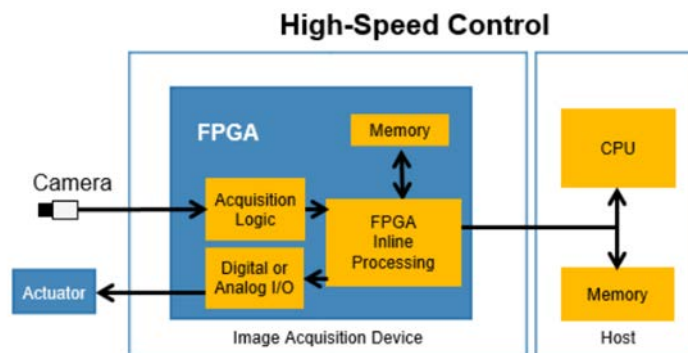 High-Speed Control
FPGA
Memory
CPU
Camera
Acquisition
Logic
FPGA
Inline
Processing
Digital or
Analog I/O
Actuator
Memory
Image Acquisition Device
Host